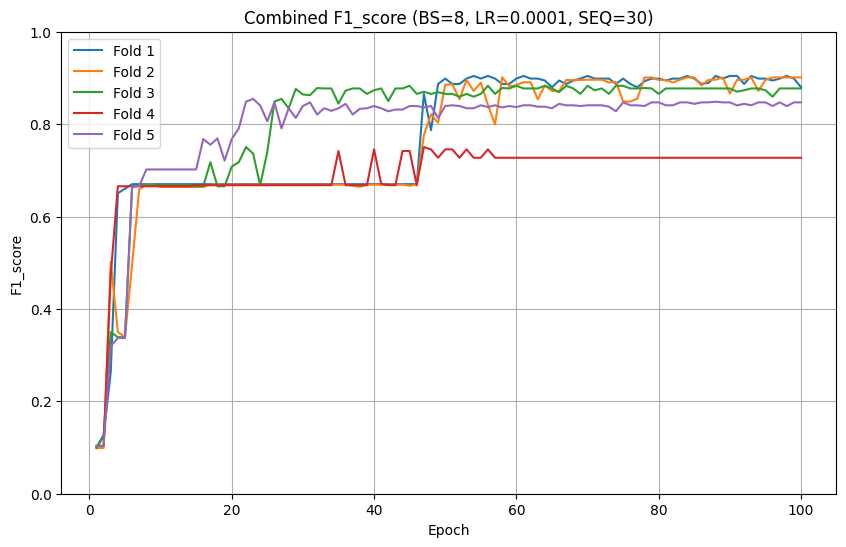 Combined F1_score (BS=8, LR=0.0001, SEQ=30)
Fold 1
Fold 2
Fold 3
Fold 4
Fold 5
1.0
0.8
0.6
0.4
0.2
0.0
F1_score
0 20 40 60 80 100
Epoch